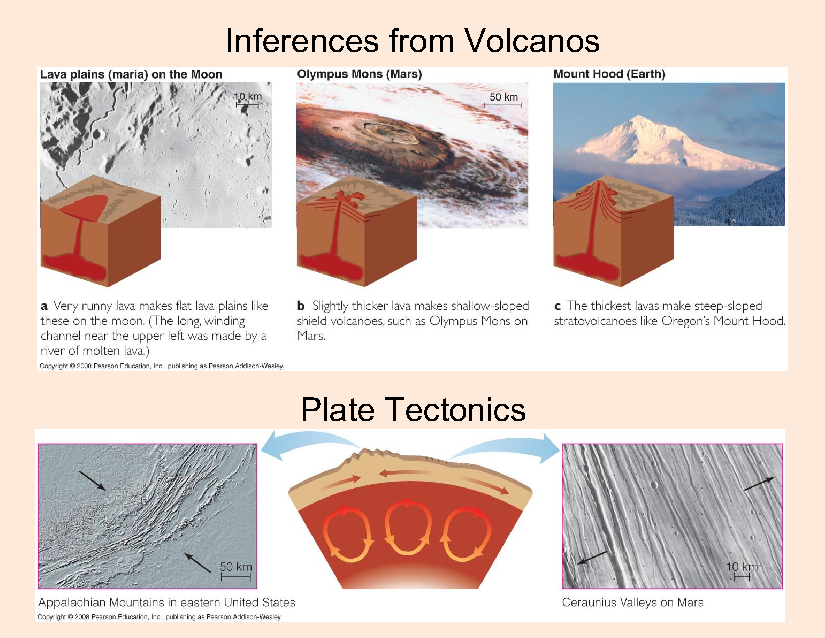 Inferences from Volcanos
Lava plains (maria) on the Moon
10 km
Olympus Mons (Mars)
50 km
Mount Hood (Earth)
a Very runny lava makes flat lava plains like
these on the moon. (The long, winding
channel near the upper left was made by a
river of molten lava.)
b Slightly thicker lava makes shallow-sloped
shield volcanoes, such as Olympus Mons on
Mars.
c The thickest lavas make steep-sloped
stratovolcanoes like Oregon's Mount Hood.
Copyright © 2008 Pearson Education, Inc., publishing as Pearson Addison-Wesley.
Plate Tectonics
50 km
10 km
Appalachian Mountains in eastern United States
Ceraunius Valleys on Mars
Copyright © 2008 Pearson Education, Inc., publishing as Pearson Addison-Wesley.